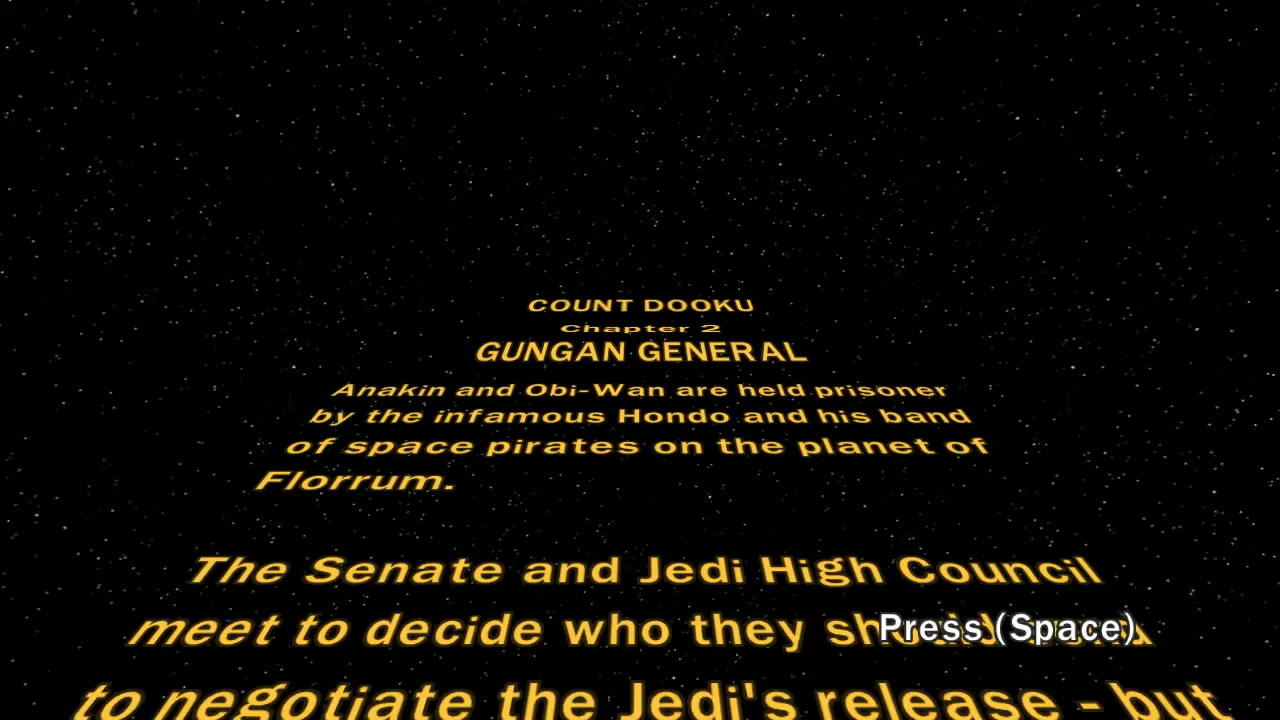 COUNT DOOKU
Chapter 2
GUNGAN GENERAL
Anakin and Obi-Wan are held prisoner
by the infamous Hondo and his band
of space pirates on the planet of
Florrum.
The Senate and Jedi High Council
meet to decide who they
Press (Space)
to negotiate the Jedi's release - but